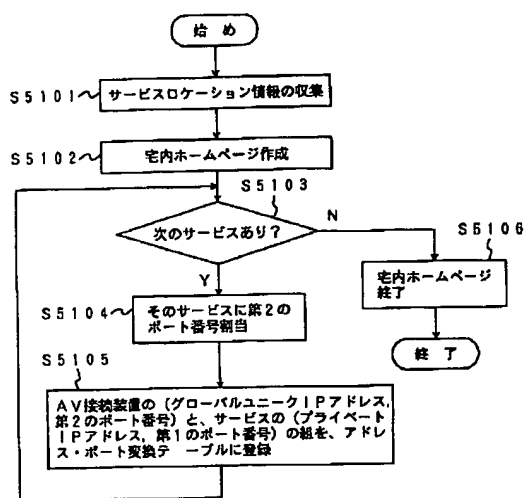 始 め
S5101
サービスロケーション情報の収集
S5102
宅内ホームページ作成
S5103
次のサービスあり?
N
Y
S5106
宅内ホームページ
終了
終 了
S5104
そのサービスに第2の
ポート番号割当
S5105
AV接続装置の(グローバルユニークIPアドレス,
第2のポート番号)と、サービスの(プライベート
IPアドレス,第1のポート番号)の組を、アドレ
ス・ポート変換テ ーブルに登録